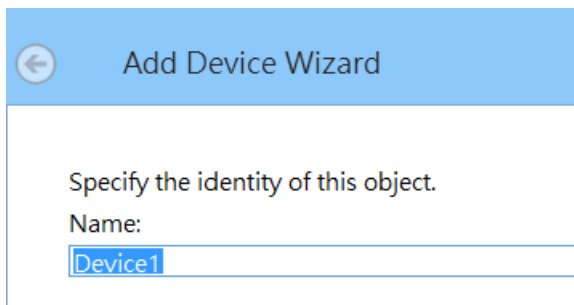 Add Device Wizard
Specify the identity of this object.
Name:
Device1